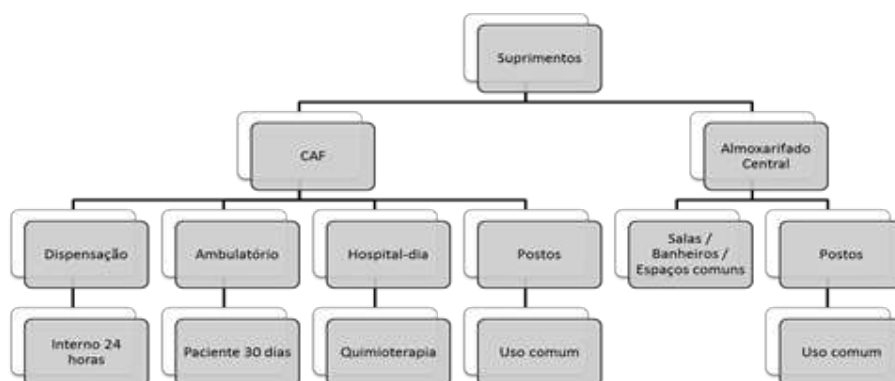 Suprimentos
CAF
Almoxarifado
Central
Dispensação
Ambulatório
Hospital-dia
Postos
Salas /
Banheiros /
Espaços comuns
Postos
Interno 24
horas
Paciente 30 dias
Quimioterapia
Uso comum
Uso comum